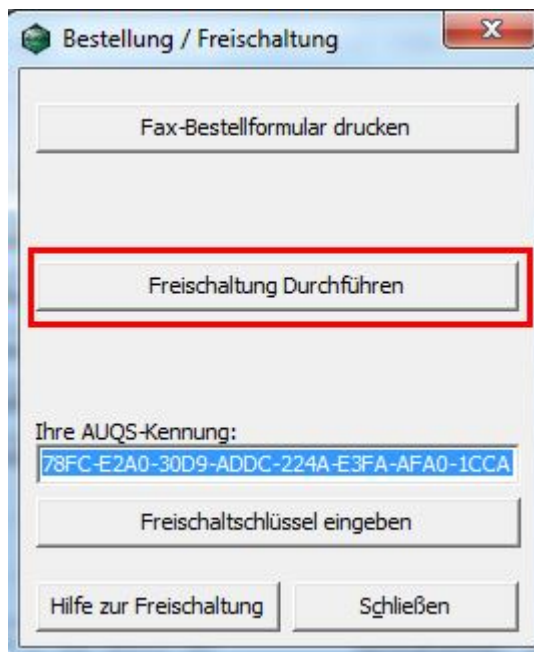 Bestellung / Freischaltung
Fax-Bestellformular drucken
Freischaltung Durchführen
Ihre AUQS-Kennung:
78FC-E2A0-30D9-ADDC-224A-E3FA-AFA0-1CCA
Freischaltschlüssel eingeben
Hilfe zur Freischaltung
Schließen